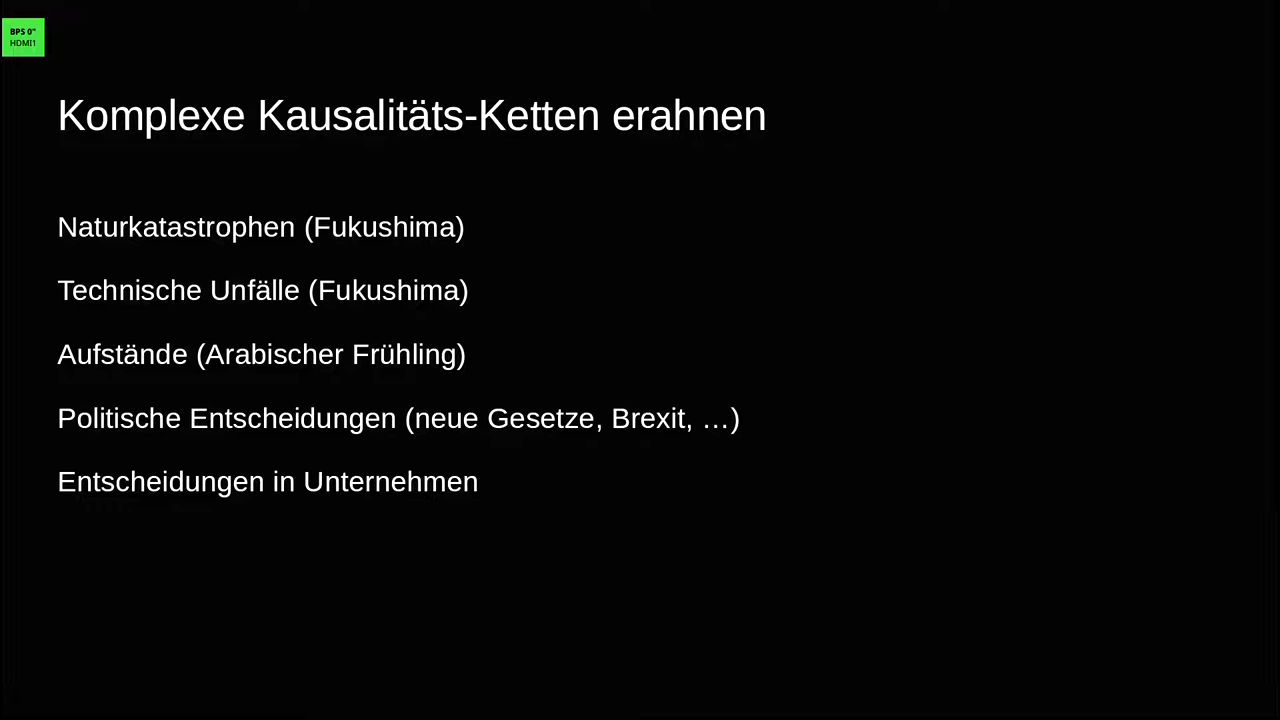 BPS 0"
HDMI1
Komplexe Kausalitäts-Ketten erahnen
Naturkatastrophen (Fukushima)
Technische Unfälle (Fukushima)
Aufstände (Arabischer Frühling)
Politische Entscheidungen (neue Gesetze, Brexit, …)
Entscheidungen in Unternehmen